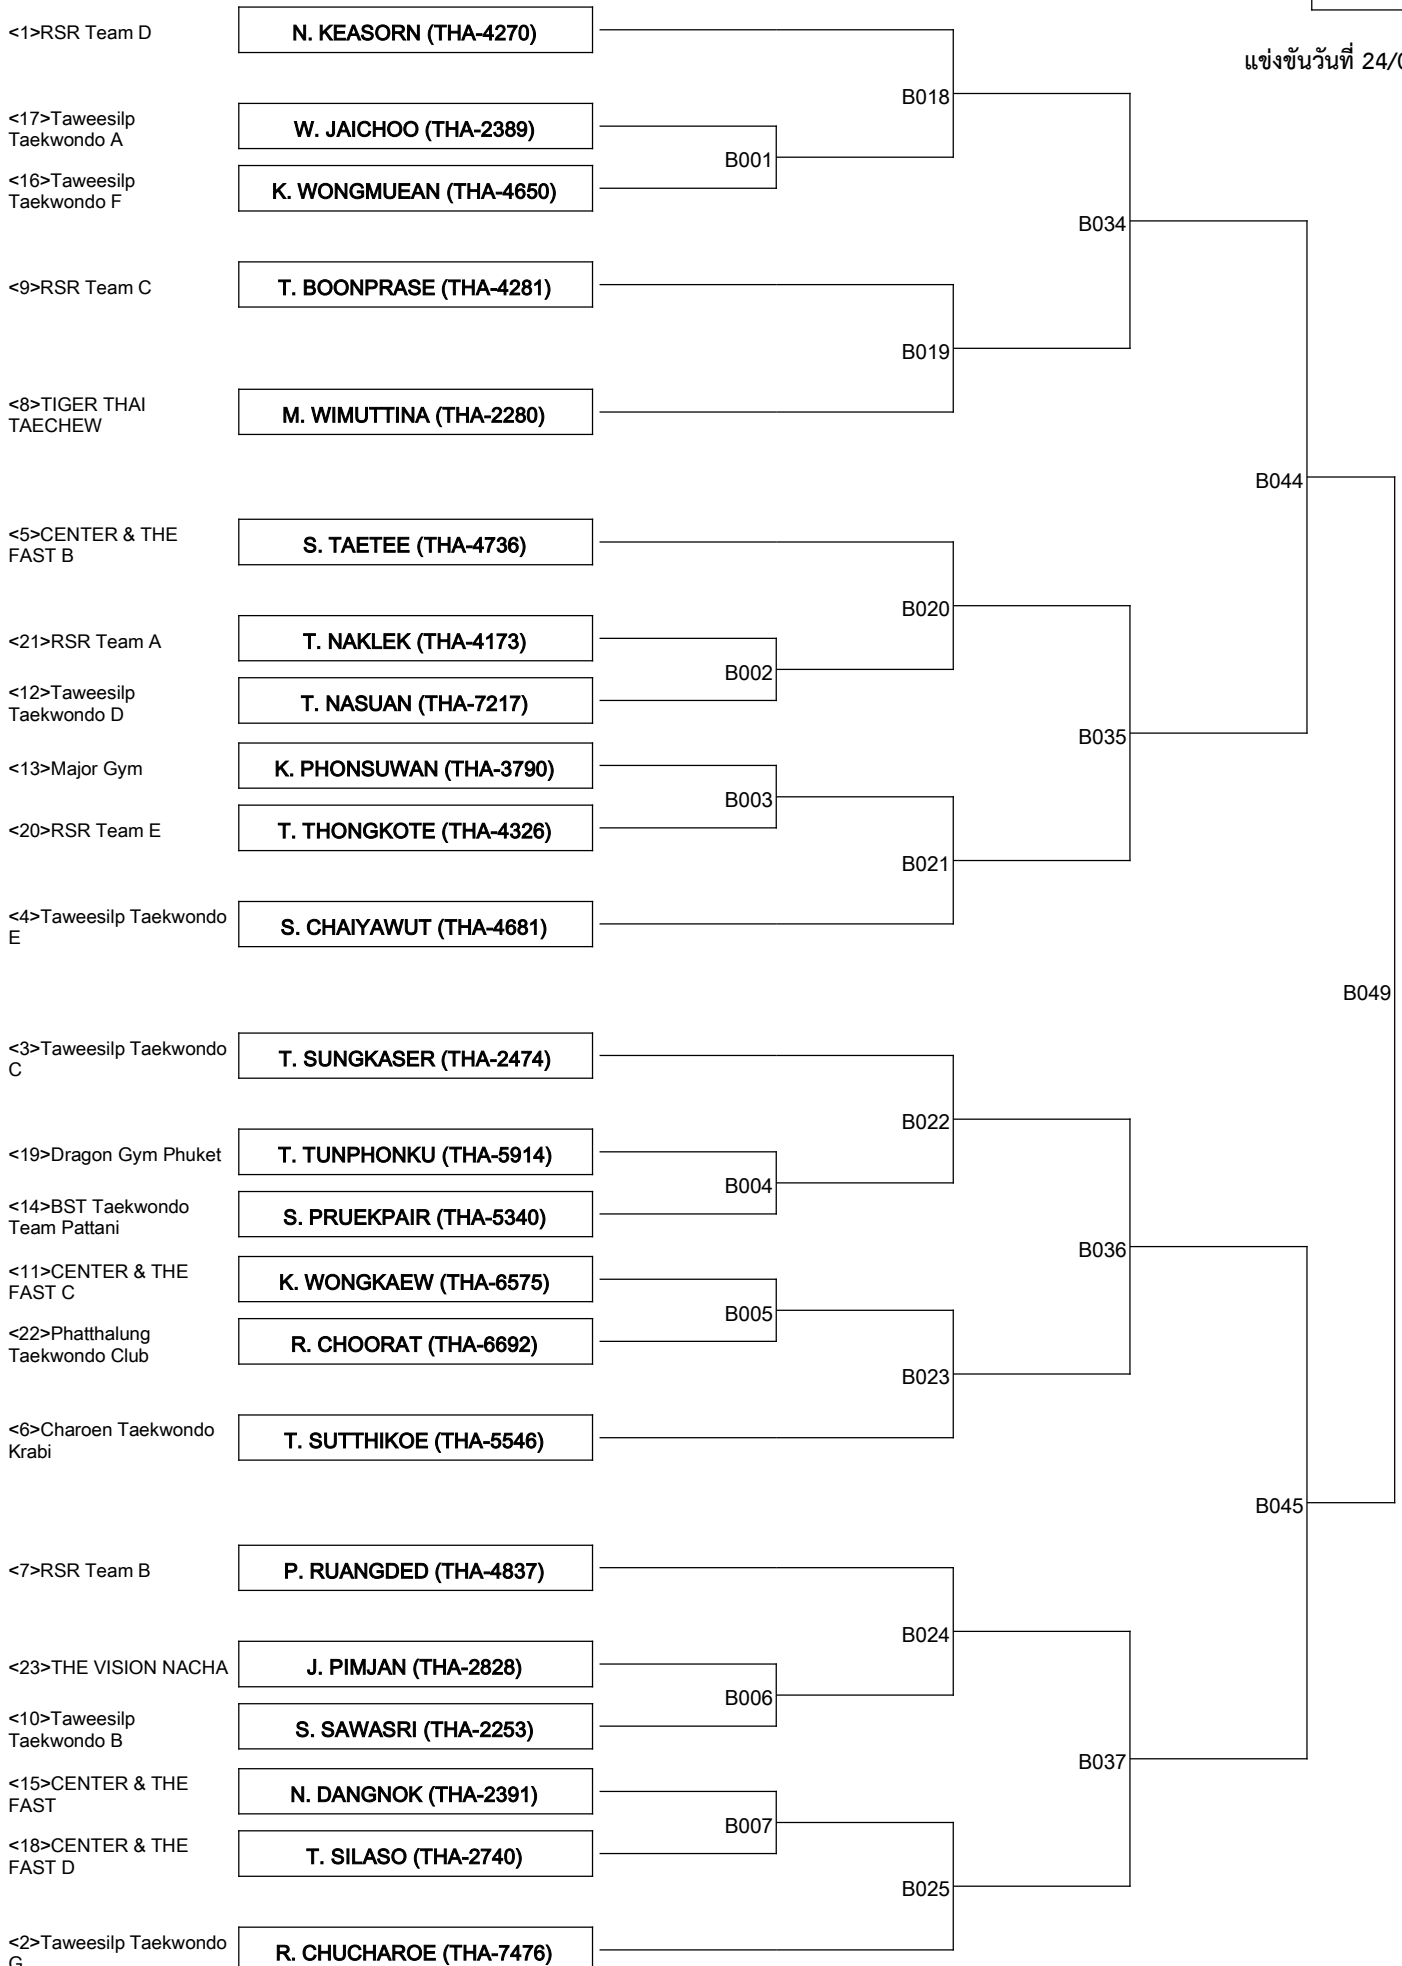 <1>RSR Team D
N. KEASORN (THA-4270)
แข่งขันวันที่ 24/0
B018
<17>Taweesilp
Taekwondo A
W. JAICHOO (THA-2389)
B001
<16>Taweesilp
Taekwondo F
K. WONGMUEAN (THA-4650)
B034
<9>RSR Team C
T. BOONPRASE (THA-4281)
B019
<8>TIGER THAI
TAECHEW
M. WIMUTTINA (THA-2280)
B044
<5>CENTER & THE
FAST B
S. TAETEE (THA-4736)
B020
<21>RSR Team A
T. NAKLEK (THA-4173)
B002
<12>Taweesilp
Taekwondo D
T. NASUAN (THA-7217)
B035
<13>Major Gym
K. PHONSUWAN (THA-3790)
B003
<20>RSR Team E
T. THONGKOTE (THA-4326)
B021
<4>Taweesilp Taekwondo
E
S. CHAIYAWUT (THA-4681)
B049
<3>Taweesilp Taekwondo
C
T. SUNGKASER (THA-2474)
B022
<19>Dragon Gym Phuket
T. TUNPHONKU (THA-5914)
B004
<14>BST Taekwondo
Team Pattani
S. PRUEKPAIR (THA-5340)
B036
<11>CENTER & THE
FAST C
K. WONGKAEW (THA-6575)
B005
<22>Phatthalung
Taekwondo Club
R. CHOORAT (THA-6692)
B023
<6>Charoen Taekwondo
Krabi
T. SUTTHIKOE (THA-5546)
B045
<7>RSR Team B
P. RUANGDED (THA-4837)
B024
<23>THE VISION NACHA
J. PIMJAN (THA-2828)
B006
<10>Taweesilp
Taekwondo B
S. SAWASRI (THA-2253)
B037
<15>CENTER & THE
FAST
N. DANGNOK (THA-2391)
B007
<18>CENTER & THE
FAST D
T. SILASO (THA-2740)
B025
<2>Taweesilp Taekwondo
G
R. CHUCHAROE (THA-7476)